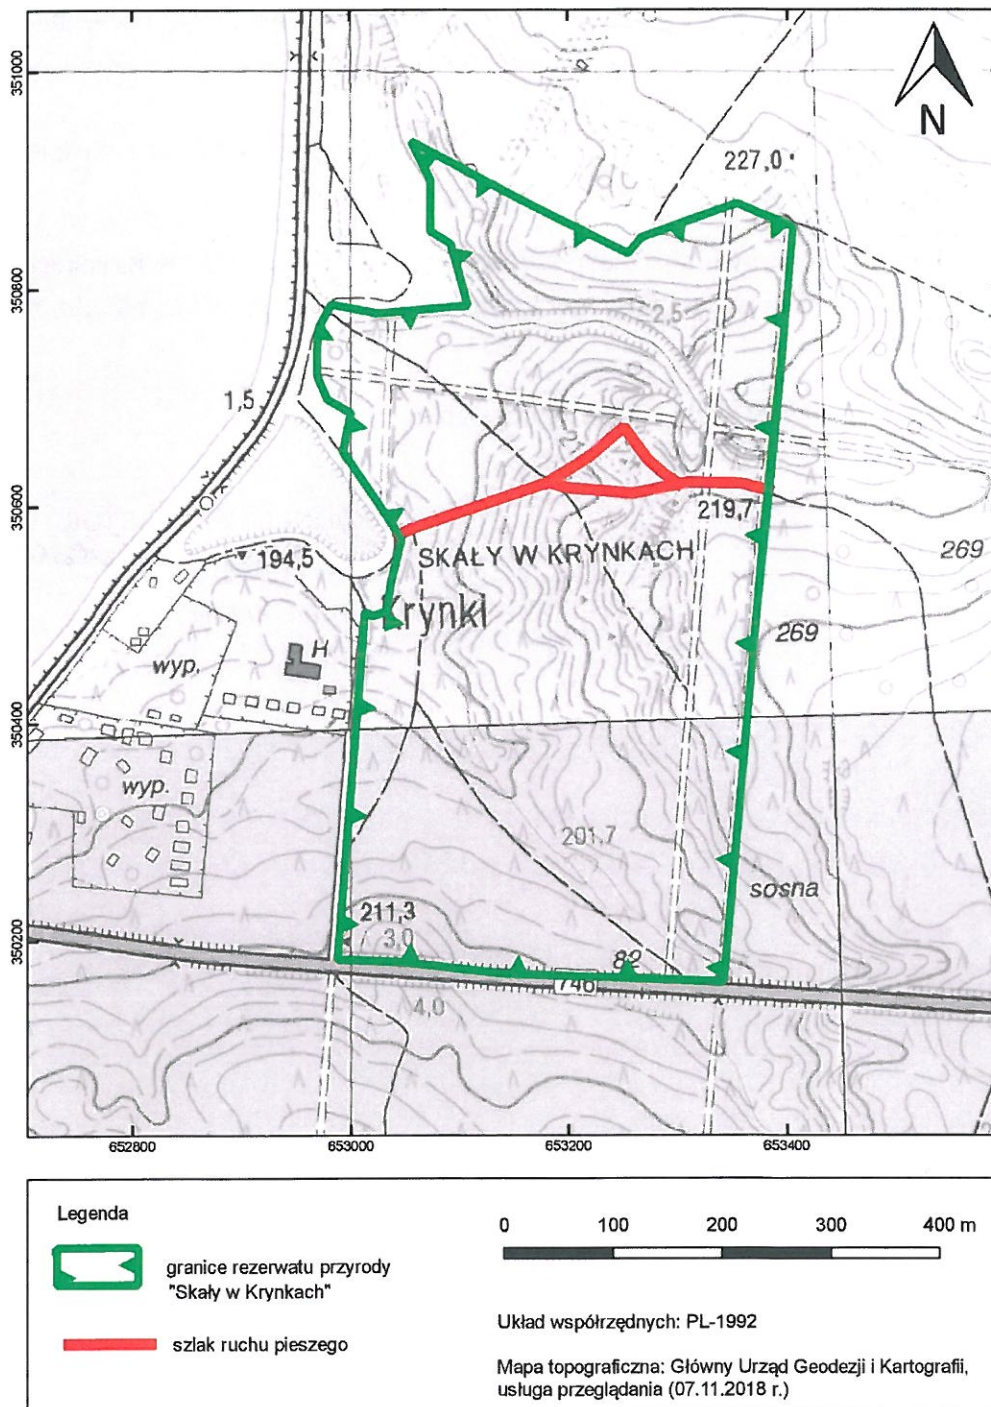 351000
N
227,0
350800
2,5
1,5
350600
219,7
SKAŁY W KRYNKACH
269
194,5
Krynki
269
H
wyp.
350400
wyp.
201,7
sosna
211,3
3,0
350200
82
746
4,0
652800
653000
653200
653400
Legenda
0 100 200 300 400 m
granice rezerwatu przyrody
"Skały w Krynkach"
Układ współrzędnych: PL-1992
szlak ruchu pieszego
Mapa topograficzna: Główny Urząd Geodezji i Kartografii,
usługa przeglądania (07.11.2018 r.)